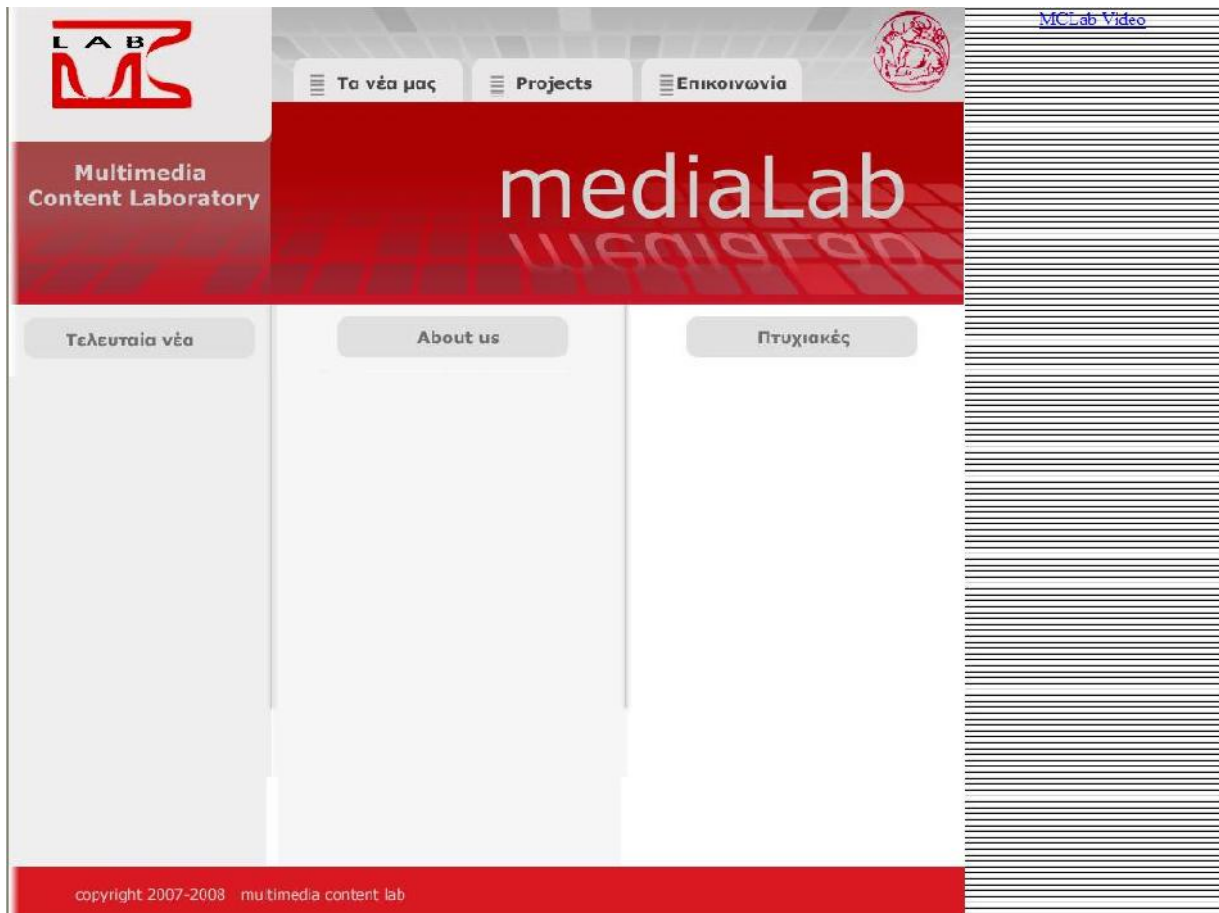 LAB
MC
MCLab Video
Τα νέα μας
Projects
Επικοινωνία
Multimedia
Content Laboratory
mediaLab
Τελευταία νέα
About us
Πτυχιακές
copyright 2007-2008 multimedia content lab